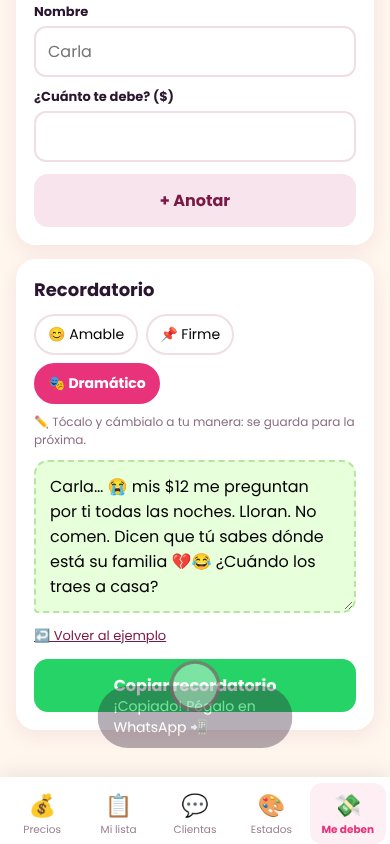 Nombre
Carla
¿Cuánto te debe? ($)
+ Anotar
Recordatorio
😊 Amable
📌 Firme
🎭 Dramático
✏️ Tócalo y cámbialo a tu manera: se guarda para la
próxima.
Carla... 😭 mis $12 me preguntan
por ti todas las noches. Lloran. No
comen. Dicen que tú sabes dónde
está su familia 💔😂 ¿Cuándo los
traes a casa?
↩️ Volver al ejemplo
Copiar recordatorio
¡Copiado! Pégalo en
WhatsApp 📲
Precios
Mi lista
Clientas
Estados
Me deben